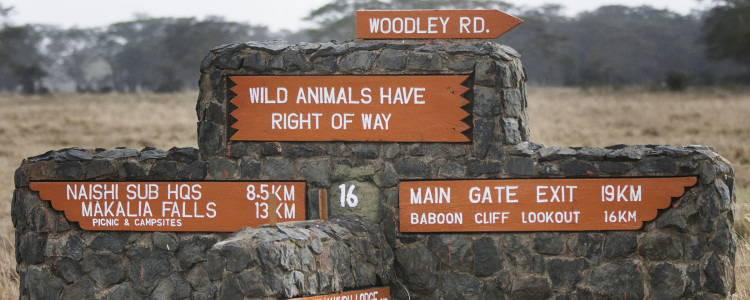 WOODLEY RD.
WILD ANIMALS HAVE
RIGHT OF WAY
NAISHI SUB HQS 8.5KM
MAKALIA FALLS 13 KM
PICNIC & CAMPSITES
16
MAIN GATE EXIT 19KM
BABOON CLIFF LOOKOUT 16KM